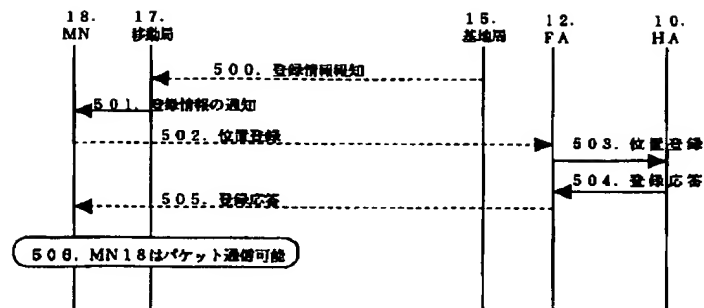 18.
MN
17.
移動局
15.
基地局
12.
FA
10.
HA
500. 登録情報報知
501. 登録情報の通知
502. 位置登録
503. 位置登録
504. 登録応答
505. 登録応答
506. MN18はパケット通信可能